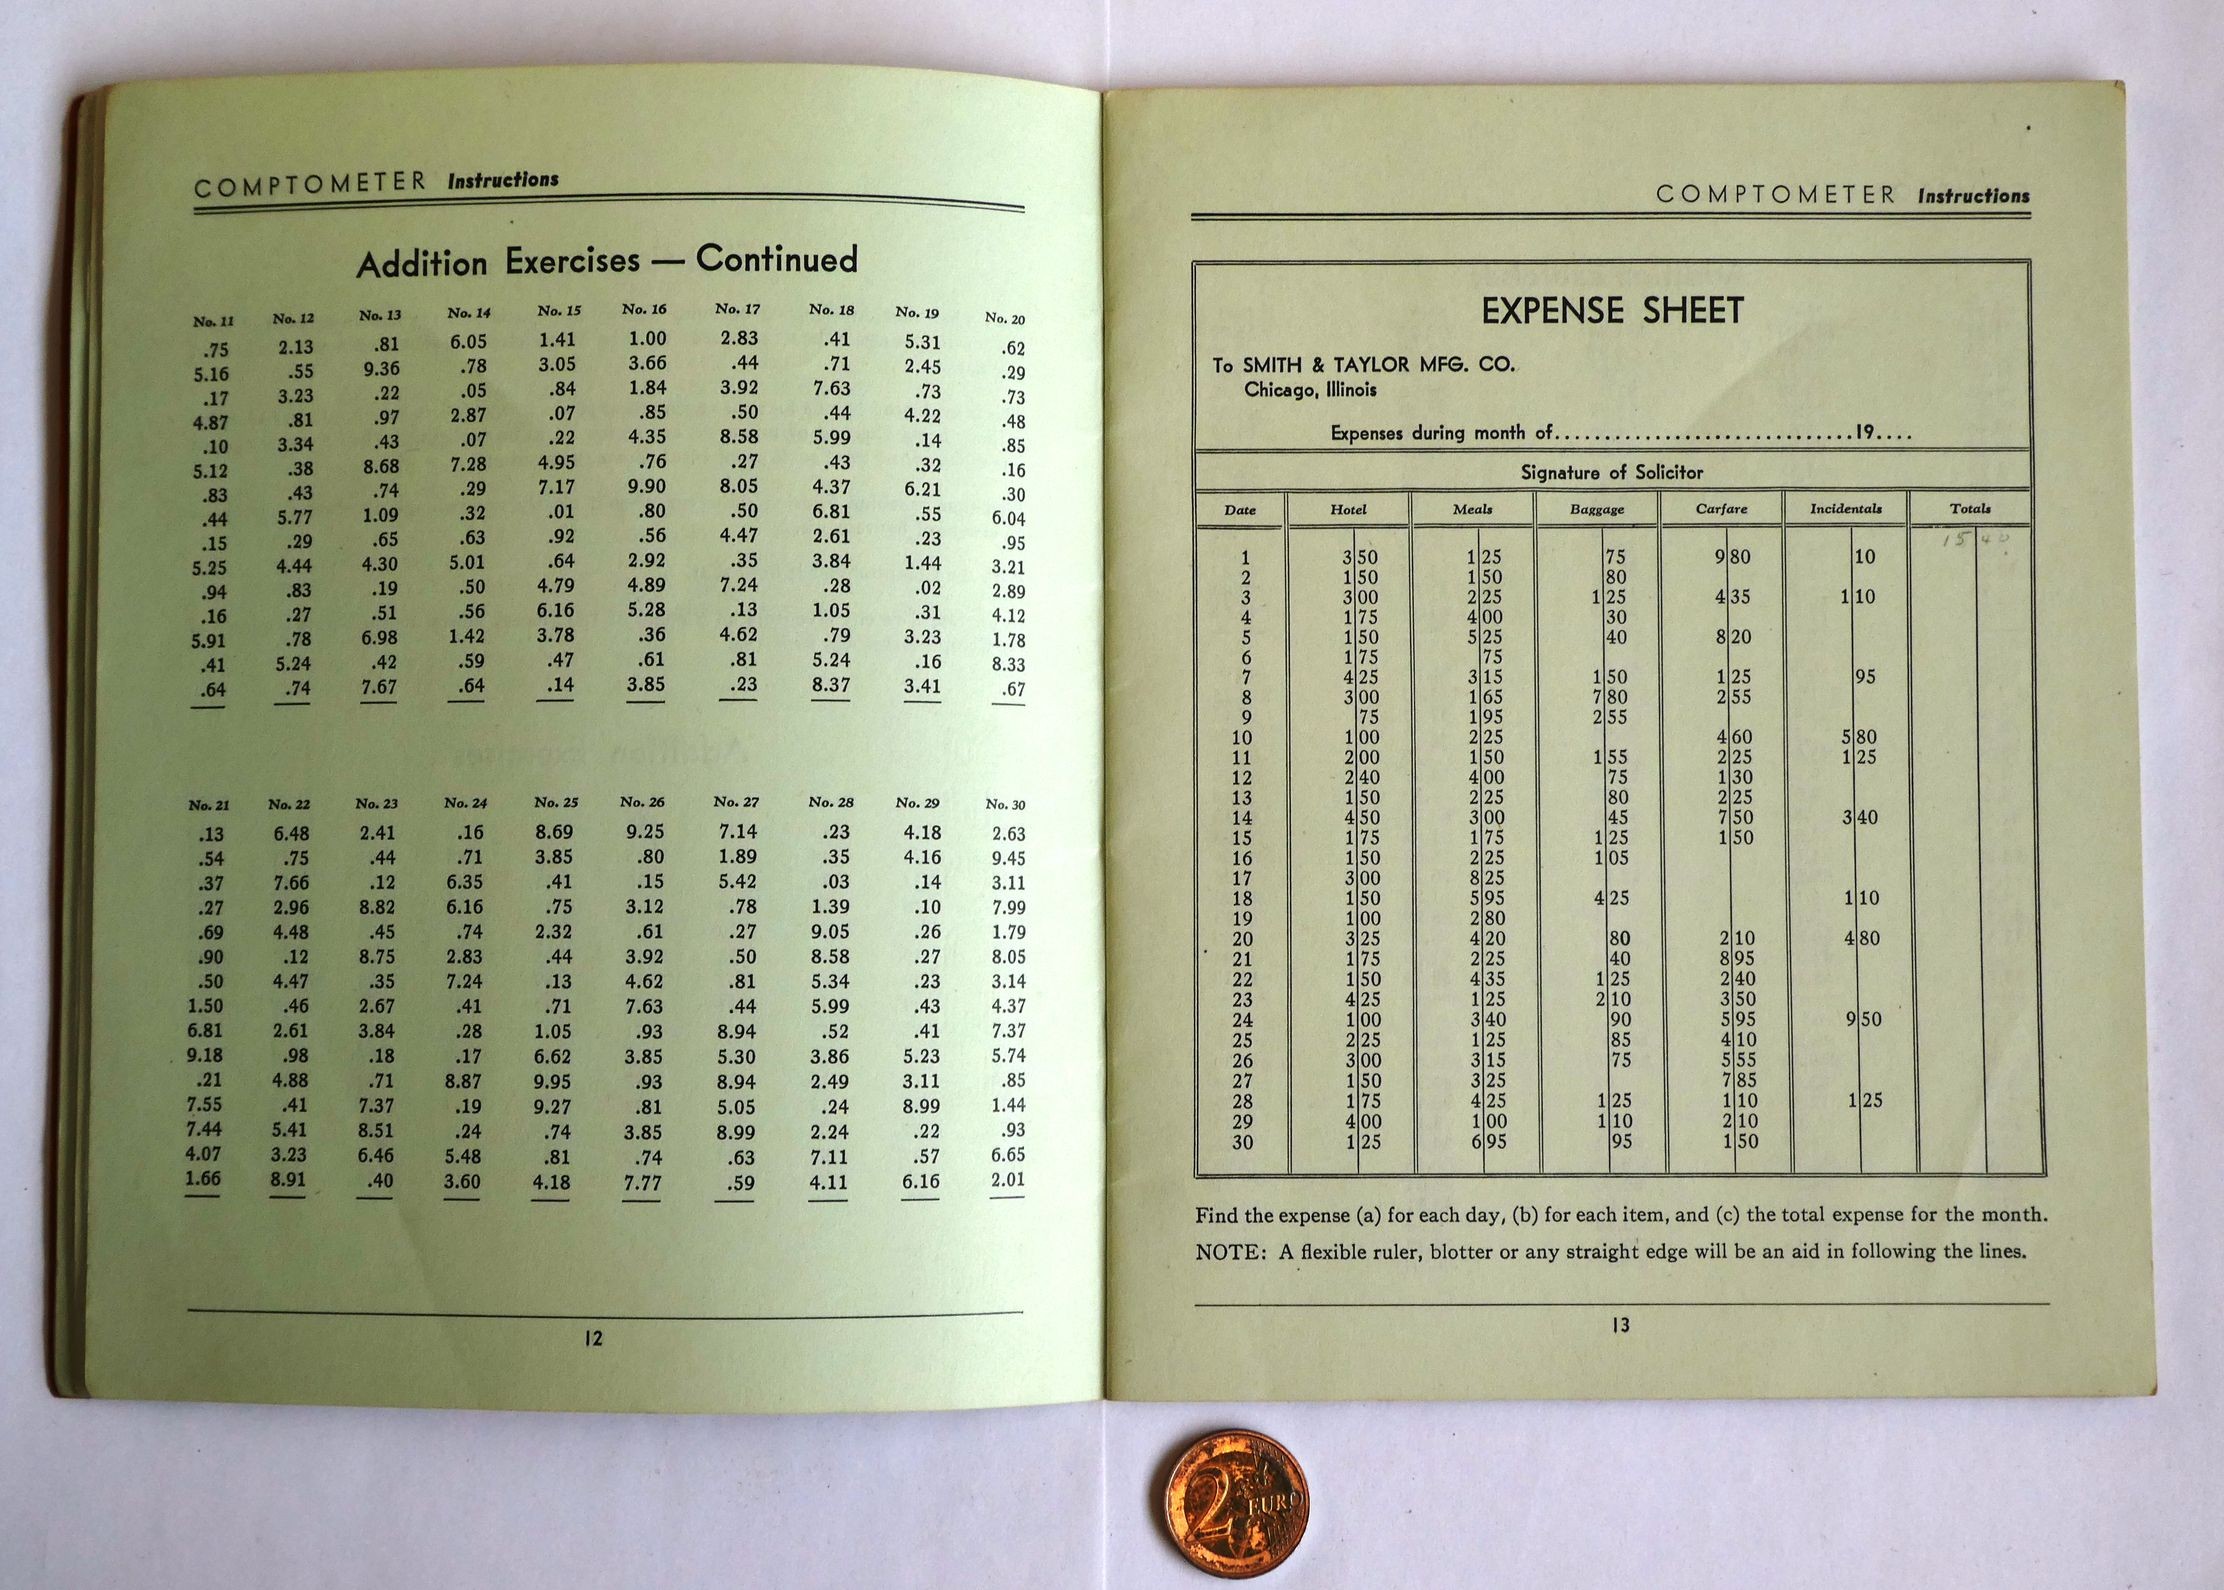 COMPTOMETER Instructions
Addition Exercises — Continued
No. 11 No. 12 No. 13 No. 14 No. 15 No. 16 No. 17 No. 18 No. 19 No. 20
.75 2.13 .81 6.05 1.41 1.00 2.83 .41 5.31 .62
5.16 .55 9.36 .78 3.05 3.66 .44 .71 2.45 .29
.17 3.23 .22 .05 .84 1.84 3.92 7.63 .73 .73
4.87 .81 .97 2.87 .07 .85 .50 .44 4.22 .48
.10 3.34 .43 .07 .22 4.35 8.58 5.99 .14 .85
5.12 .38 8.68 7.28 4.95 .76 .27 .43 .32 .16
.83 .43 .74 .29 7.17 9.90 8.05 4.37 6.21 .30
.44 5.77 1.09 .32 .01 .80 .50 6.81 .55 6.04
.15 .29 .65 .63 .92 .56 4.47 2.61 .23 .95
5.25 4.44 4.30 5.01 .64 2.92 .35 3.84 1.44 3.21
.94 .83 .19 .50 4.79 4.89 7.24 .28 .02 2.89
.16 .27 .51 .56 6.16 5.28 .13 1.05 .31 4.12
5.91 .78 6.98 1.42 3.78 .36 4.62 .79 3.23 1.78
.41 5.24 .42 .59 .47 .61 .81 5.24 .16 8.33
.64 .74 7.67 .64 .14 3.85 .23 8.37 3.41 .67
No. 21 No. 22 No. 23 No. 24 No. 25 No. 26 No. 27 No. 28 No. 29 No. 30
.13 6.48 2.41 .16 8.69 9.25 7.14 .23 4.18 2.63
.54 .75 .44 .71 3.85 .80 1.89 .35 4.16 9.45
.37 7.66 .12 6.35 .41 .15 5.42 .03 .14 3.11
.27 2.96 8.82 6.16 .75 3.12 .78 1.39 .10 7.99
.69 4.48 .45 .74 2.32 .61 .27 9.05 .26 1.79
.90 .12 8.75 2.83 .44 3.92 .50 8.58 .27 8.05
.50 4.47 .35 7.24 .13 4.62 .81 5.34 .23 3.14
1.50 .46 2.67 .41 .71 7.63 .44 5.99 .43 4.37
6.81 2.61 3.84 .28 1.05 .93 8.94 .52 .41 7.37
9.18 .98 .18 .17 6.62 3.85 5.30 3.86 5.23 5.74
.21 4.88 .71 8.87 9.95 .93 8.94 2.49 3.11 .85
7.55 .41 7.37 .19 9.27 .81 5.05 .24 8.99 1.44
7.44 5.41 8.51 .24 .74 3.85 8.99 2.24 .22 .93
4.07 3.23 6.46 5.48 .81 .74 .63 7.11 .57 6.65
1.66 8.91 .40 3.60 4.18 7.77 .59 4.11 6.16 2.01
12
COMPTOMETER Instructions
EXPENSE SHEET
To SMITH & TAYLOR MFG. CO.
Chicago, Illinois
Expenses during month of..............................19....
Signature of Solicitor
Date Hotel Meals Baggage Carfare Incidentals Totals
15 40
1 3 50 1 25 75 9 80 10
2 1 50 1 50 80
3 3 00 2 25 1 25 4 35 1 10
4 1 75 4 00 30
5 1 50 5 25 40 8 20
6 1 75 75
7 4 25 3 15 1 50 1 25 95
8 3 00 1 65 7 80 2 55
9 75 1 95 2 55
10 1 00 2 25 4 60 5 80
11 2 00 1 50 1 55 2 25 1 25
12 2 40 4 00 75 1 30
13 1 50 2 25 80 2 25
14 4 50 3 00 45 7 50 3 40
15 1 75 1 75 1 25 1 50
16 1 50 2 25 1 05
17 3 00 8 25
18 1 50 5 95 4 25 1 10
19 1 00 2 80
20 3 25 4 20 80 2 10 4 80
21 1 75 2 25 40 8 95
22 1 50 4 35 1 25 2 40
23 4 25 1 25 2 10 3 50
24 1 00 3 40 90 5 95 9 50
25 2 25 1 25 85 4 10
26 3 00 3 15 75 5 55
27 1 50 3 25 7 85
28 1 75 4 25 1 25 1 10 1 25
29 4 00 1 00 1 10 2 10
30 1 25 6 95 95 1 50
Find the expense (a) for each day, (b) for each item, and (c) the total expense for the month.
NOTE: A flexible ruler, blotter or any straight edge will be an aid in following the lines.
13
2 EURO